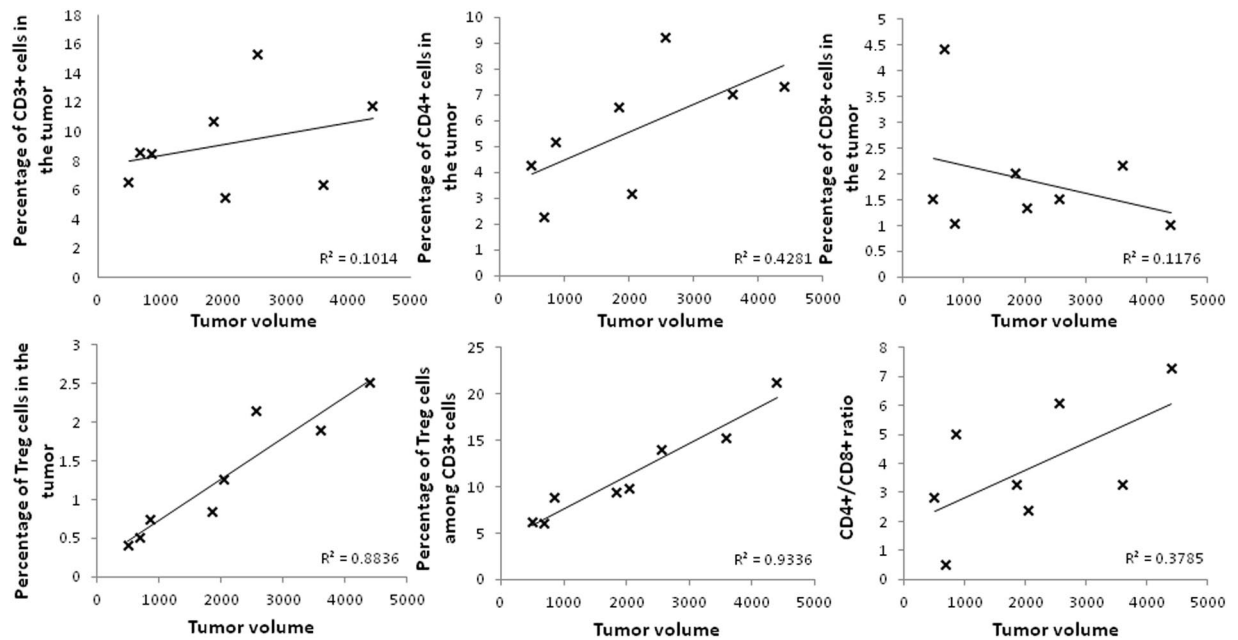 Percentage of CD3+ cells in
the tumor
18
16
14
12
10
8
6
4
2
0
R² = 0.1014
0 1000 2000 3000 4000 5000
Tumor volume
Percentage of CD4+ cells in
the tumor
10
9
8
7
6
5
4
3
2
1
0
R² = 0.4281
0 1000 2000 3000 4000 5000
Tumor volume
Percentage of CD8+ cells in
the tumor
5
4.5
4
3.5
3
2.5
2
1.5
1
0.5
0
R² = 0.1176
0 1000 2000 3000 4000 5000
Tumor volume
Percentage of Treg cells in the
tumor
3
2.5
2
1.5
1
0.5
0
R² = 0.8836
0 1000 2000 3000 4000 5000
Tumor volume
Percentage of Treg cells
among CD3+ cells
25
20
15
10
5
0
R² = 0.9336
0 1000 2000 3000 4000 5000
Tumor volume
CD4+/CD8+ ratio
8
7
6
5
4
3
2
1
0
R² = 0.3785
0 1000 2000 3000 4000 5000
Tumor volume